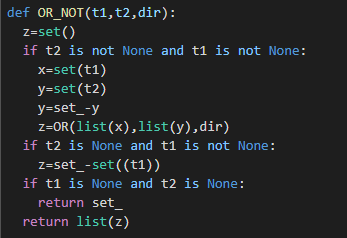 def OR_NOT(t1,t2,dir):
  z=set()
  if t2 is not None and t1 is not None:
    x=set(t1)
    y=set(t2)
    y=set_-y
    z=OR(list(x),list(y),dir)
  if t2 is None and t1 is not None:
    z=set_-set((t1))
  if t1 is None and t2 is None:
    return set_
  return list(z)